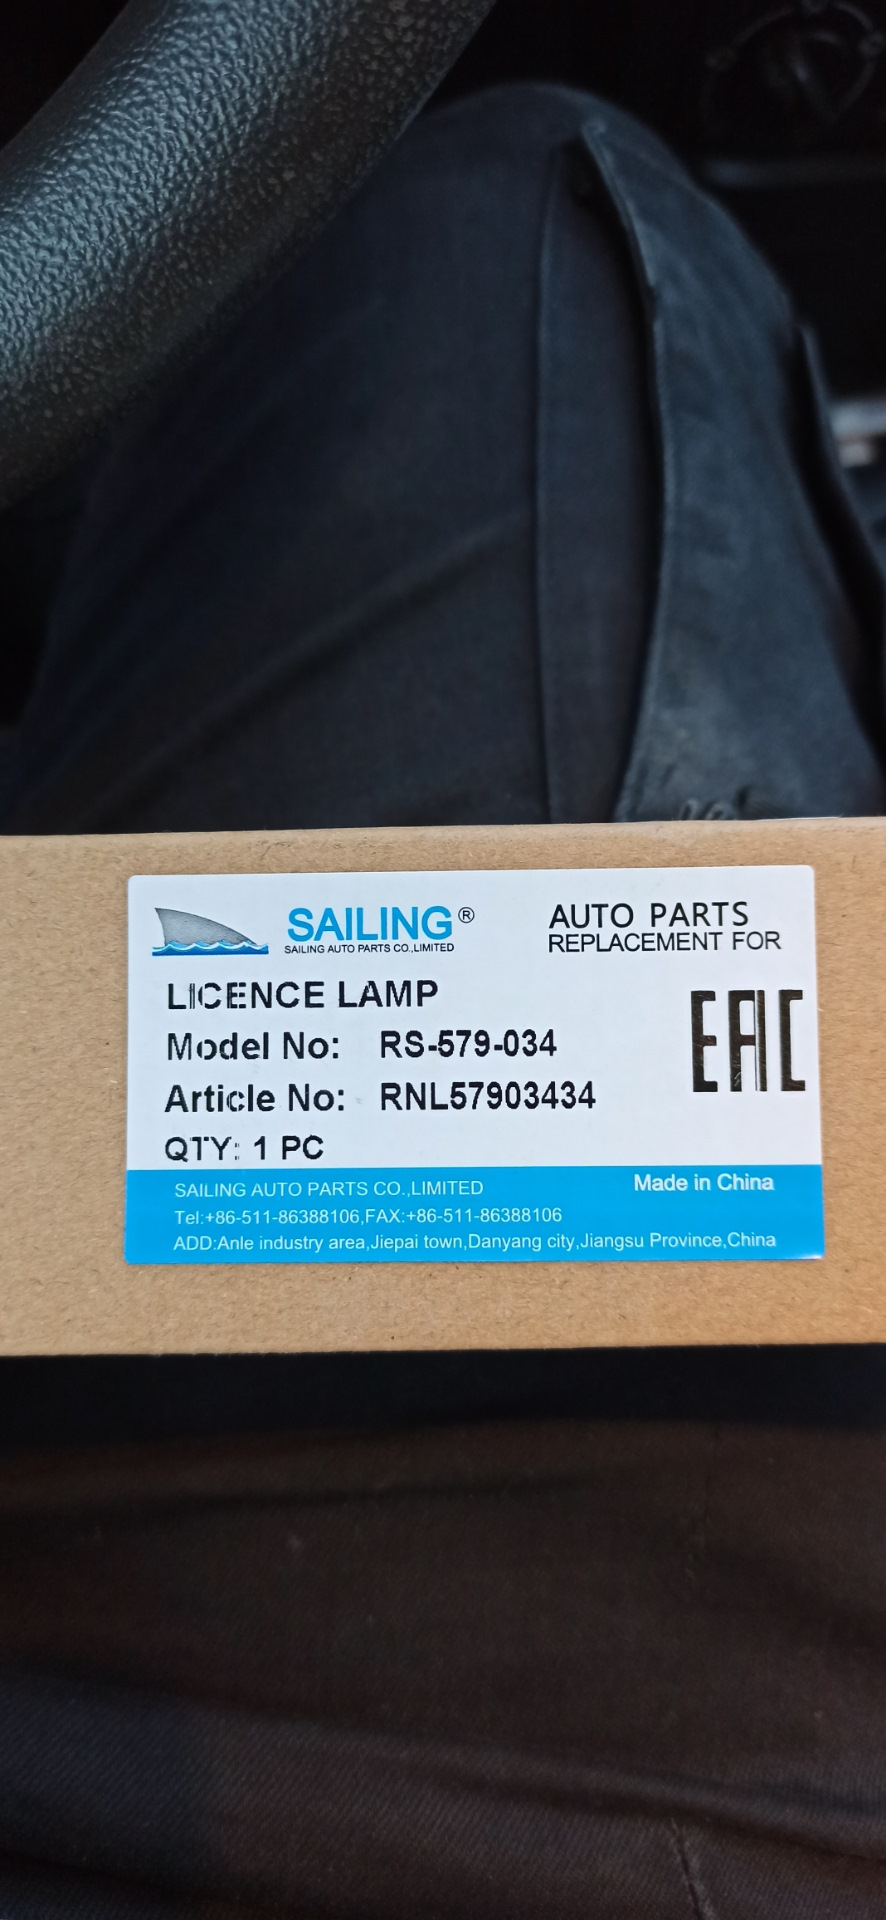 SAILING®
SAILING AUTO PARTS CO.,LIMITED
AUTO PARTS
REPLACEMENT FOR
LICENCE LAMP
Model No: RS-579-034
Article No: RNL57903434
QTY: 1 PC
EAC
SAILING AUTO PARTS CO.,LIMITED
Made in China
Tel:+86-511-86388106,FAX:+86-511-86388106
ADD:Anle industry area,Jiepai town,Danyang city,Jiangsu Province,China